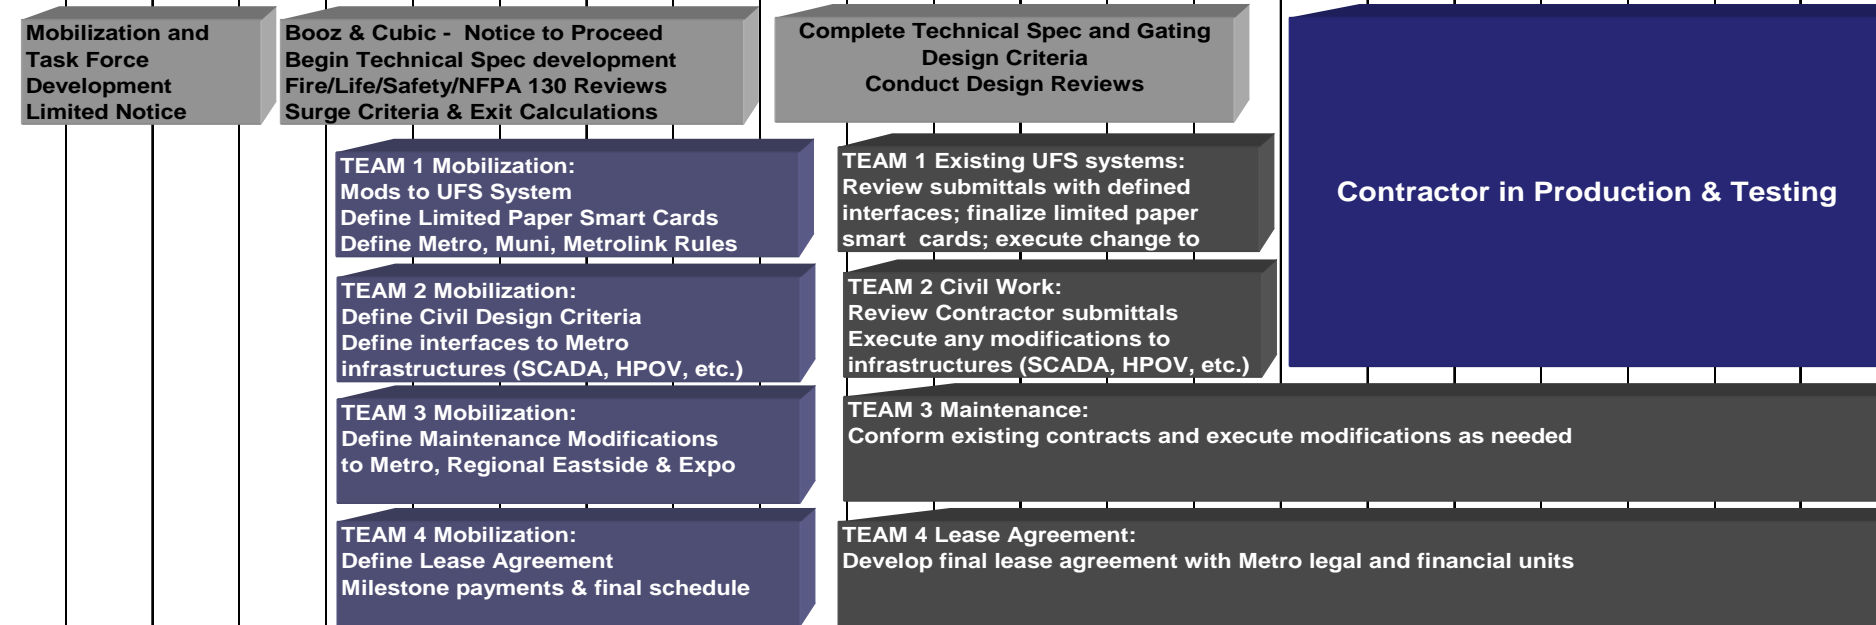 Mobilization and
Task Force
Development
Limited Notice
Booz & Cubic -  Notice to Proceed
Begin Technical Spec development
Fire/Life/Safety/NFPA 130 Reviews
Surge Criteria & Exit Calculations
Complete Technical Spec and Gating
Design Criteria
Conduct Design Reviews
Contractor in Production & Testing
TEAM 1 Mobilization:
Mods to UFS System
Define Limited Paper Smart Cards
Define Metro, Muni, Metrolink Rules
TEAM 1 Existing UFS systems:
Review submittals with defined
interfaces; finalize limited paper
smart  cards; execute change to
TEAM 2 Mobilization:
Define Civil Design Criteria
Define interfaces to Metro
infrastructures (SCADA, HPOV, etc.)
TEAM 2 Civil Work:
Review Contractor submittals
Execute any modifications to
infrastructures (SCADA, HPOV, etc.)
TEAM 3 Mobilization:
Define Maintenance Modifications
to Metro, Regional Eastside & Expo
TEAM 3 Maintenance:
Conform existing contracts and execute modifications as needed
TEAM 4 Mobilization:
Define Lease Agreement
Milestone payments & final schedule
TEAM 4 Lease Agreement:
Develop final lease agreement with Metro legal and financial units